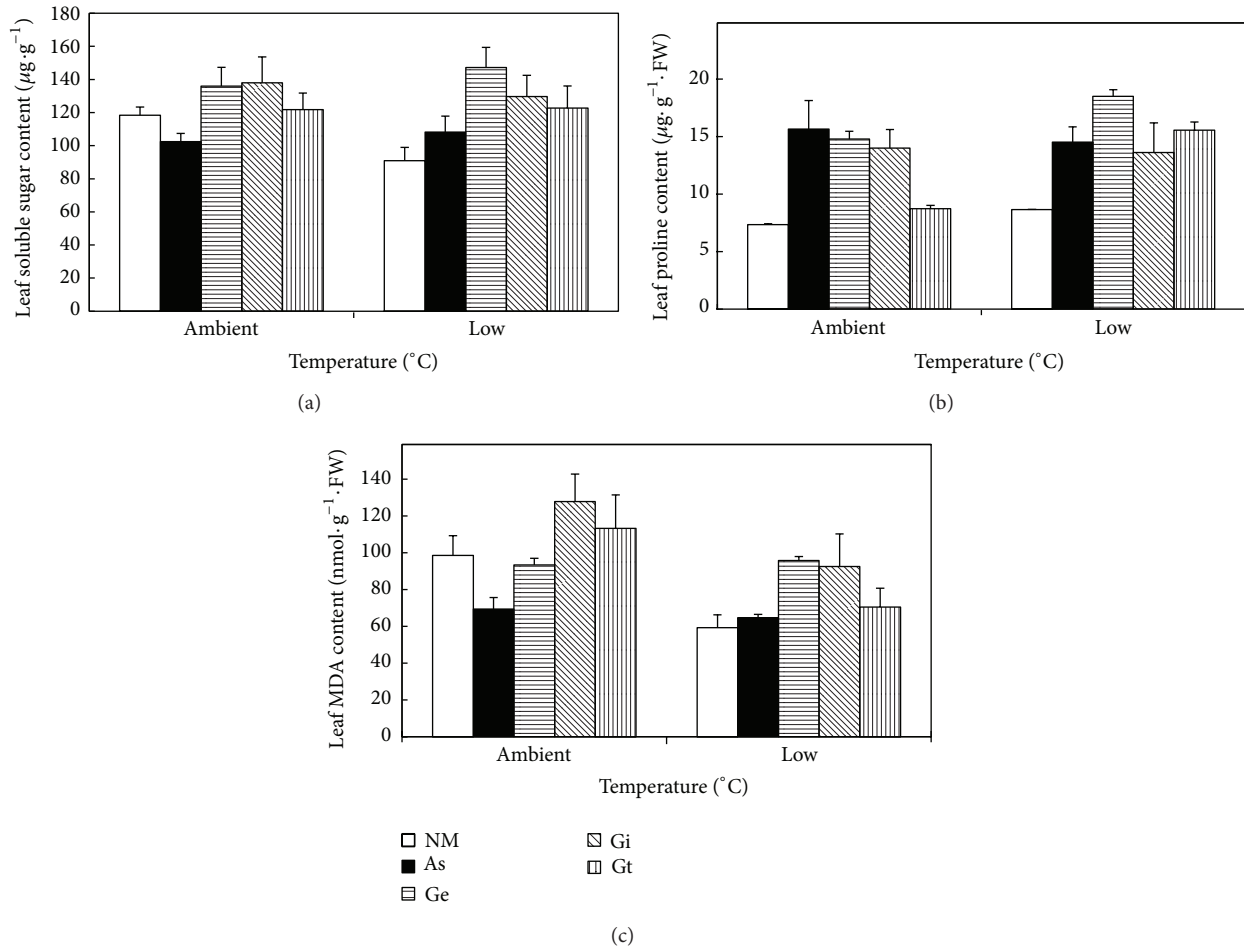 Leaf soluble sugar content (μg·g⁻¹)
180
160
140
120
100
80
60
40
20
0
Ambient
Low
Temperature (°C)
(a)
Leaf proline content (μg·g⁻¹·FW)
20
15
10
5
0
Ambient
Low
Temperature (°C)
(b)
Leaf MDA content (nmol·g⁻¹·FW)
140
120
100
80
60
40
20
0
Ambient
Low
Temperature (°C)
NM
As
Ge
Gi
Gt
(c)